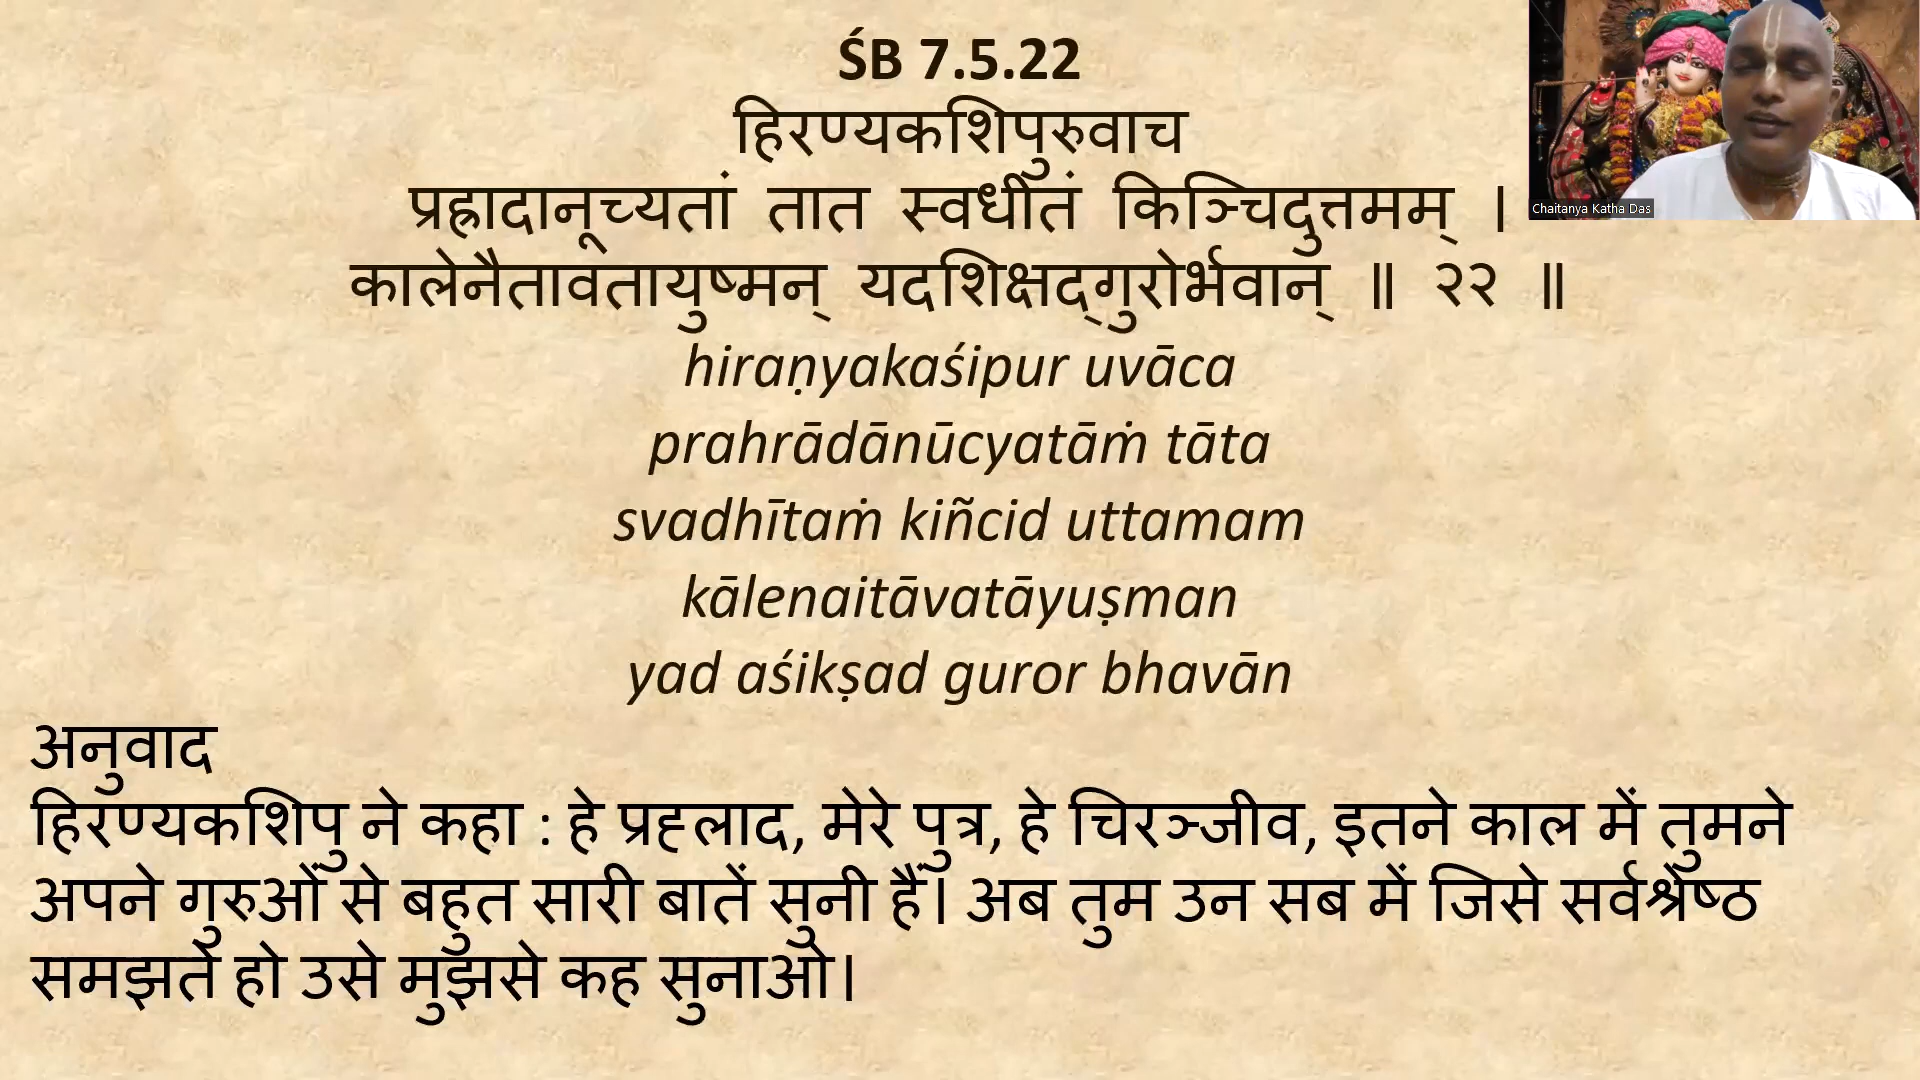 ŚB 7.5.22
हिरण्यकशिपुरुवाच
प्रह्रादानूच्यतां तात स्वधीतं किञ्चिदुत्तमम् ।
Chaitanya Katha Das
कालेनैतावतायुष्मन् यदशिक्षद्‌गुरोर्भवान् ॥ २२ ॥
hiraṇyakaśipur uvāca
prahrādānūcyatāṁ tāta
svadhītaṁ kiñcid uttamam
kālenaitāvatāyuṣman
yad aśikṣad guror bhavān
अनुवाद
हिरण्यकशिपु ने कहा : हे प्रह्लाद, मेरे पुत्र, हे चिरञ्जीव, इतने काल में तुमने
अपने गुरुओं से बहुत सारी बातें सुनी हैं। अब तुम उन सब में जिसे सर्वश्रेष्ठ
समझते हो उसे मुझसे कह सुनाओ।